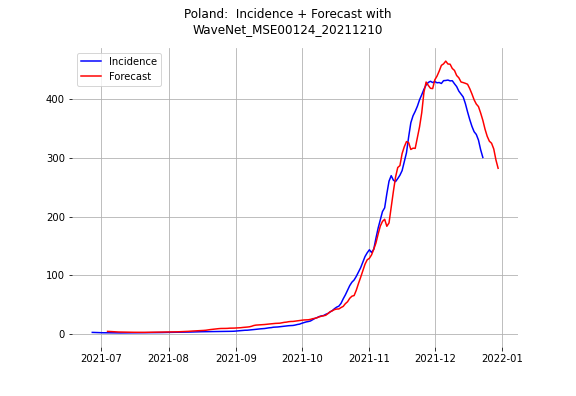 Poland:  Incidence + Forecast with
WaveNet_MSE00124_20211210
Incidence
Forecast
400
300
200
100
0
2021-07 2021-08 2021-09 2021-10 2021-11 2021-12 2022-01